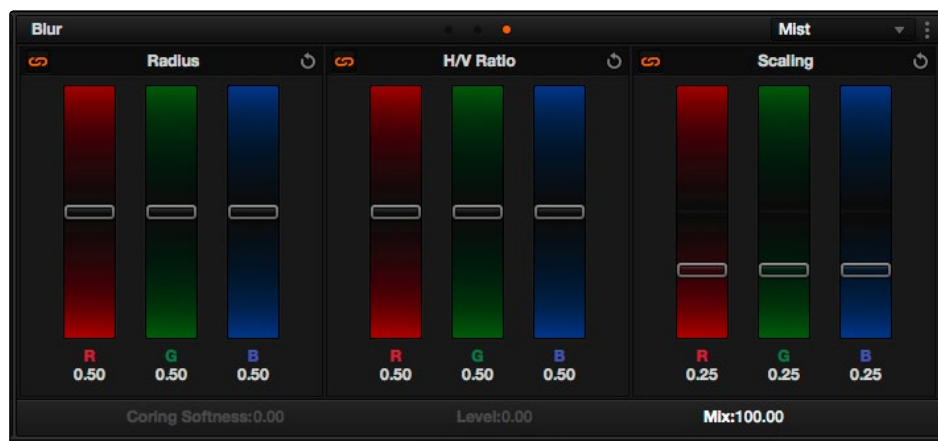 Blur Mist
Radius H/V Ratio Scaling
R G B R G B R G B
0.50 0.50 0.50 0.50 0.50 0.50 0.25 0.25 0.25
Coring Softness:0.00 Level:0.00 Mix:100.00